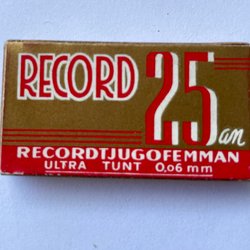 RECORD 25 an
RECORDTJUGOFEMMAN
ULTRA TUNT 0,06 mm